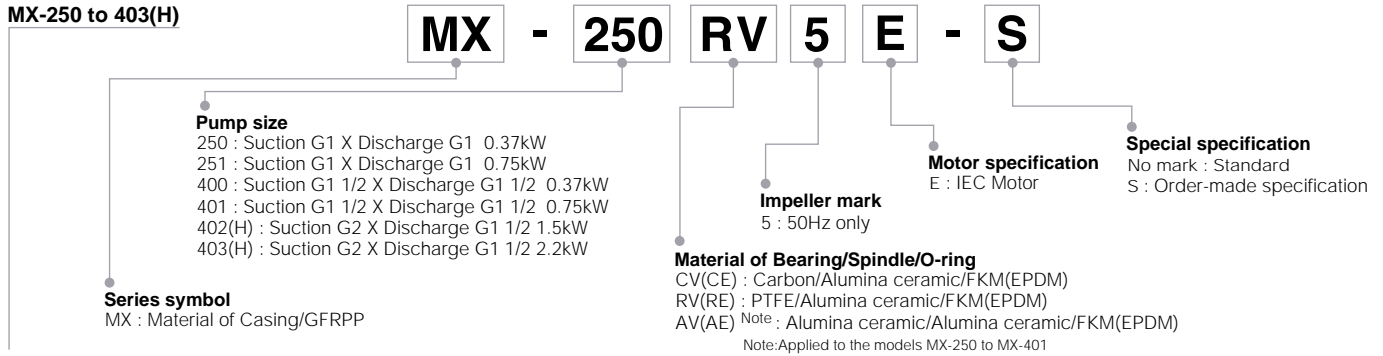 MX-250 to 403(H)
MX - 250 RV 5 E - S
Pump size
250 : Suction G1 X Discharge G1 0.37kW
251 : Suction G1 X Discharge G1 0.75kW
400 : Suction G1 1/2 X Discharge G1 1/2 0.37kW
401 : Suction G1 1/2 X Discharge G1 1/2 0.75kW
402(H) : Suction G2 X Discharge G1 1/2 1.5kW
403(H) : Suction G2 X Discharge G1 1/2 2.2kW
Series symbol
MX : Material of Casing/GFRPP
Impeller mark
5 : 50Hz only
Motor specification
E : IEC Motor
Special specification
No mark : Standard
S : Order-made specification
Material of Bearing/Spindle/O-ring
CV(CE) : Carbon/Alumina ceramic/FKM(EPDM)
RV(RE) : PTFE/Alumina ceramic/FKM(EPDM)
AV(AE) Note : Alumina ceramic/Alumina ceramic/FKM(EPDM)
Note:Applied to the models MX-250 to MX-401